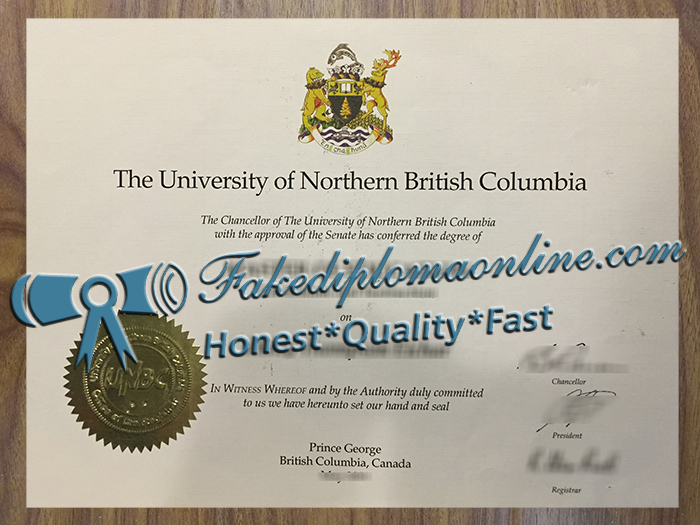 En cha huná
The University of Northern British Columbia
The Chancellor of The University of Northern British Columbia
with the approval of the Senate has conferred the degree of
Fakediplomaonline.com
on
Honest*Quality*Fast
UNBC
IN WITNESS WHEREOF and by the Authority duly committed
to us we have hereunto set our hand and seal
Chancellor
President
Prince George
British Columbia, Canada
Registrar